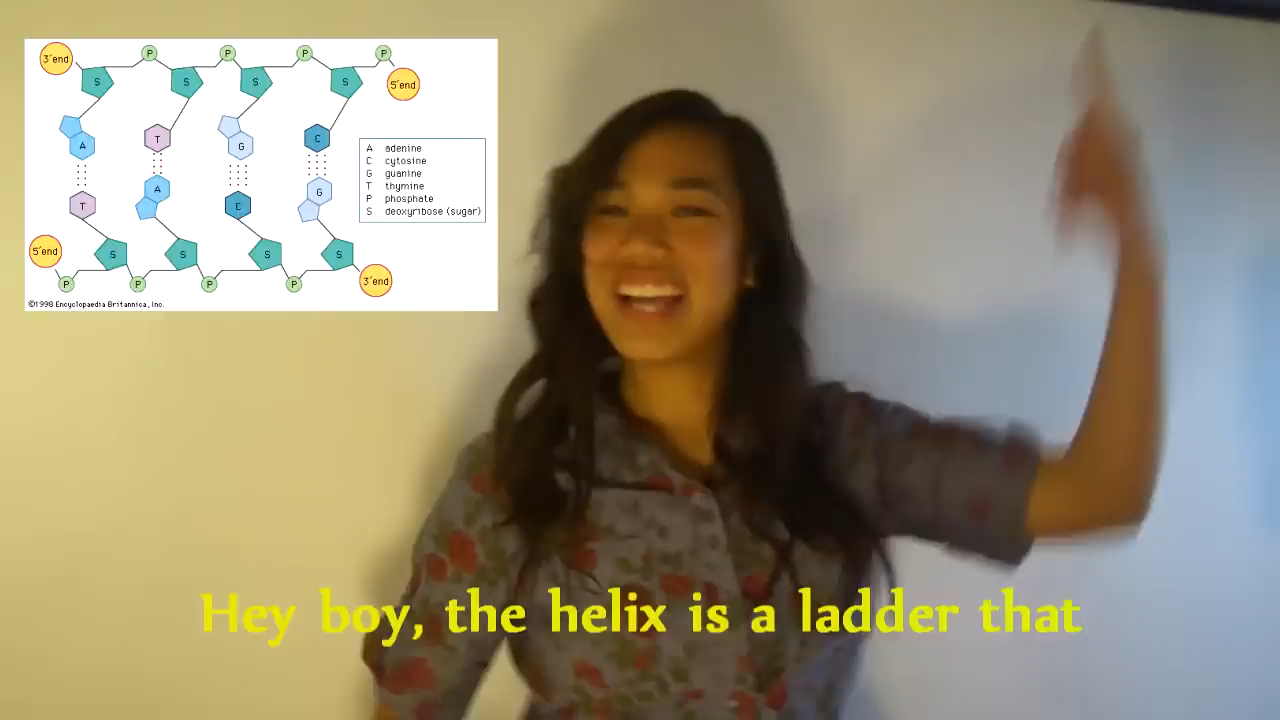 3´end P P P P
S S S S 5´end
A T G C
T A C G
5´end S S S S
P P P P 3´end
A adenine
C cytosine
G guanine
T thymine
P phosphate
S deoxyribose (sugar)
©1998 Encyclopaedia Britannica, Inc.
Hey boy, the helix is a ladder that